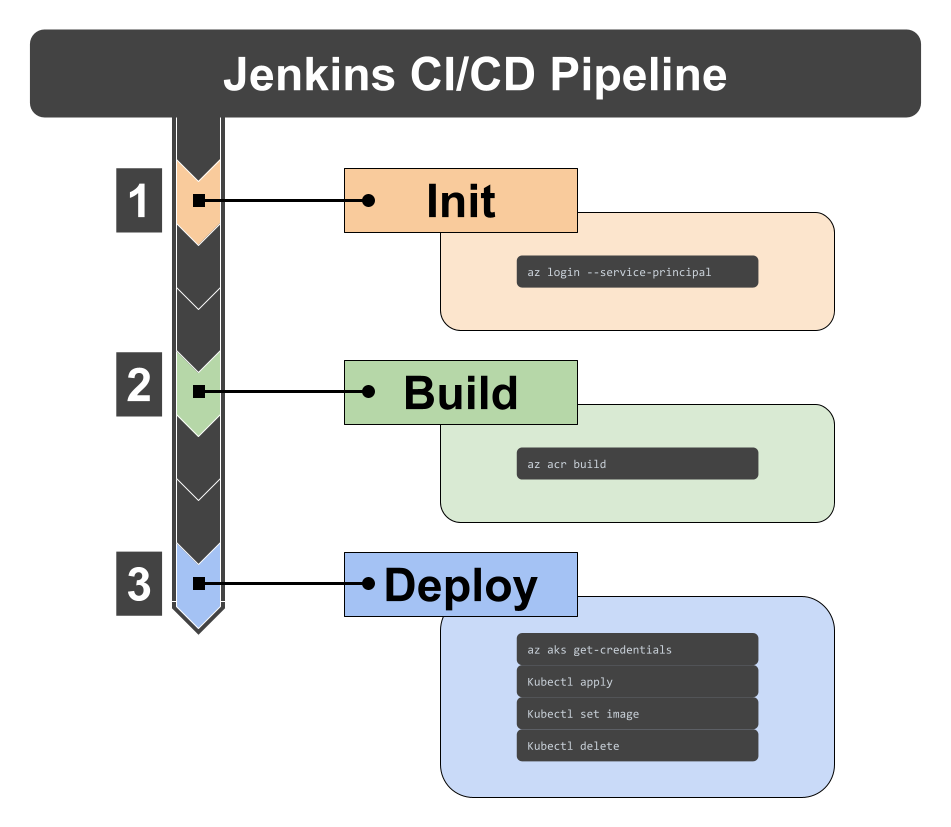 Jenkins CI/CD Pipeline
1
Init
az login --service-principal
2
Build
az acr build
3
Deploy
az aks get-credentials
Kubectl apply
Kubectl set image
Kubectl delete